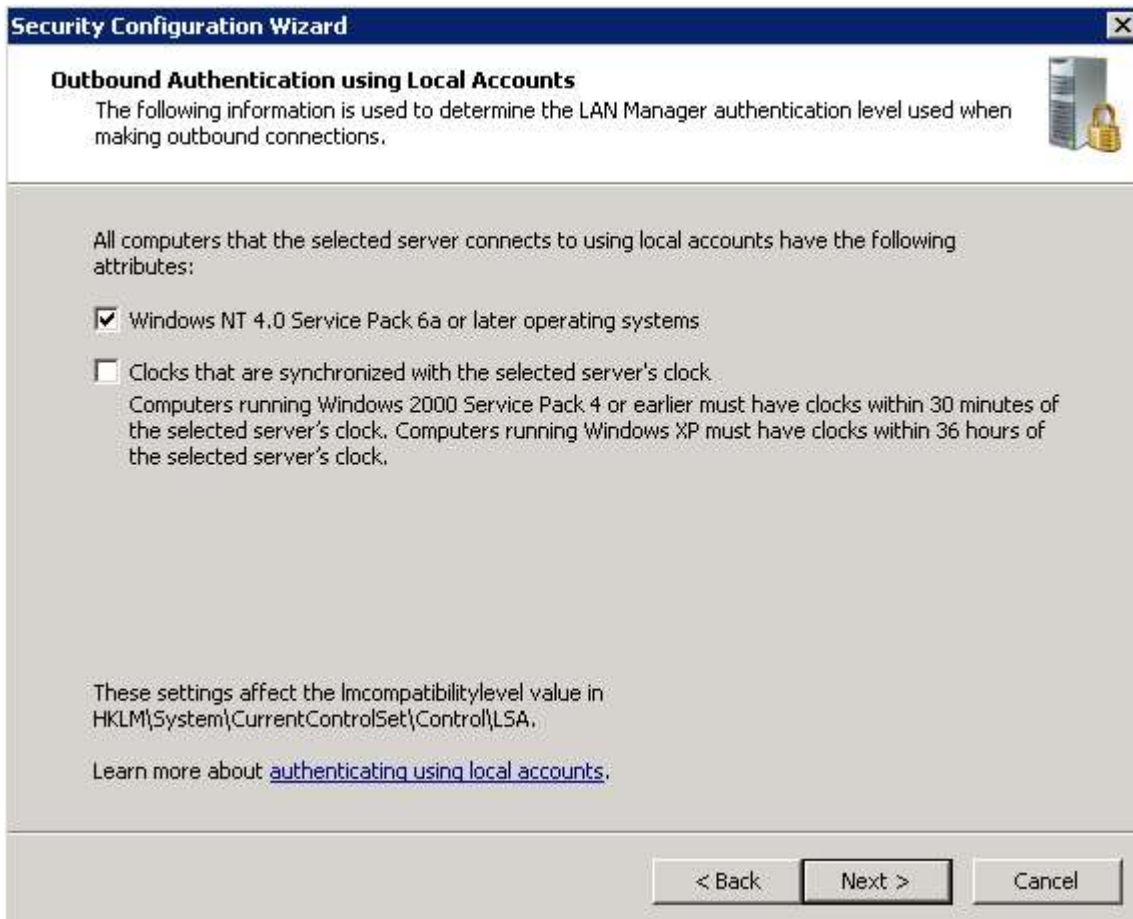 Security Configuration Wizard
Outbound Authentication using Local Accounts
The following information is used to determine the LAN Manager authentication level used when
making outbound connections.
All computers that the selected server connects to using local accounts have the following
attributes:
Windows NT 4.0 Service Pack 6a or later operating systems
Clocks that are synchronized with the selected server's clock
Computers running Windows 2000 Service Pack 4 or earlier must have clocks within 30 minutes of
the selected server's clock. Computers running Windows XP must have clocks within 36 hours of
the selected server's clock.
These settings affect the lmcompatibilitylevel value in
HKLM\System\CurrentControlSet\Control\LSA.
Learn more about authenticating using local accounts.
< Back Next > Cancel